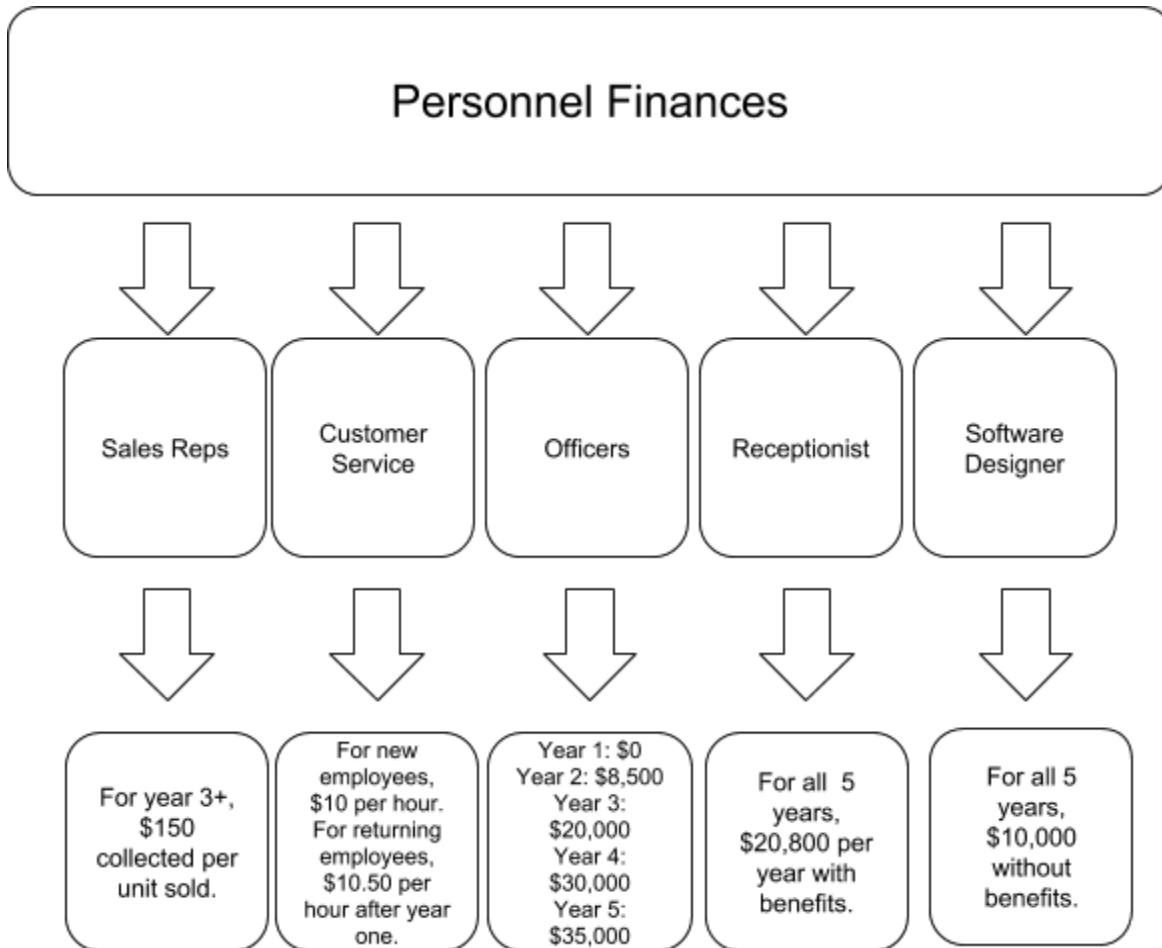 Personnel Finances
Sales Reps
Customer
Service
Officers
Receptionist
Software
Designer
For year 3+,
$150
collected per
unit sold.
For new
employees,
$10 per hour.
For returning
employees,
$10.50 per
hour after year
one.
Year 1: $0
Year 2: $8,500
Year 3:
$20,000
Year 4:
$30,000
Year 5:
$35,000
For all 5
years,
$20,800 per
year with
benefits.
For all 5
years,
$10,000
without
benefits.